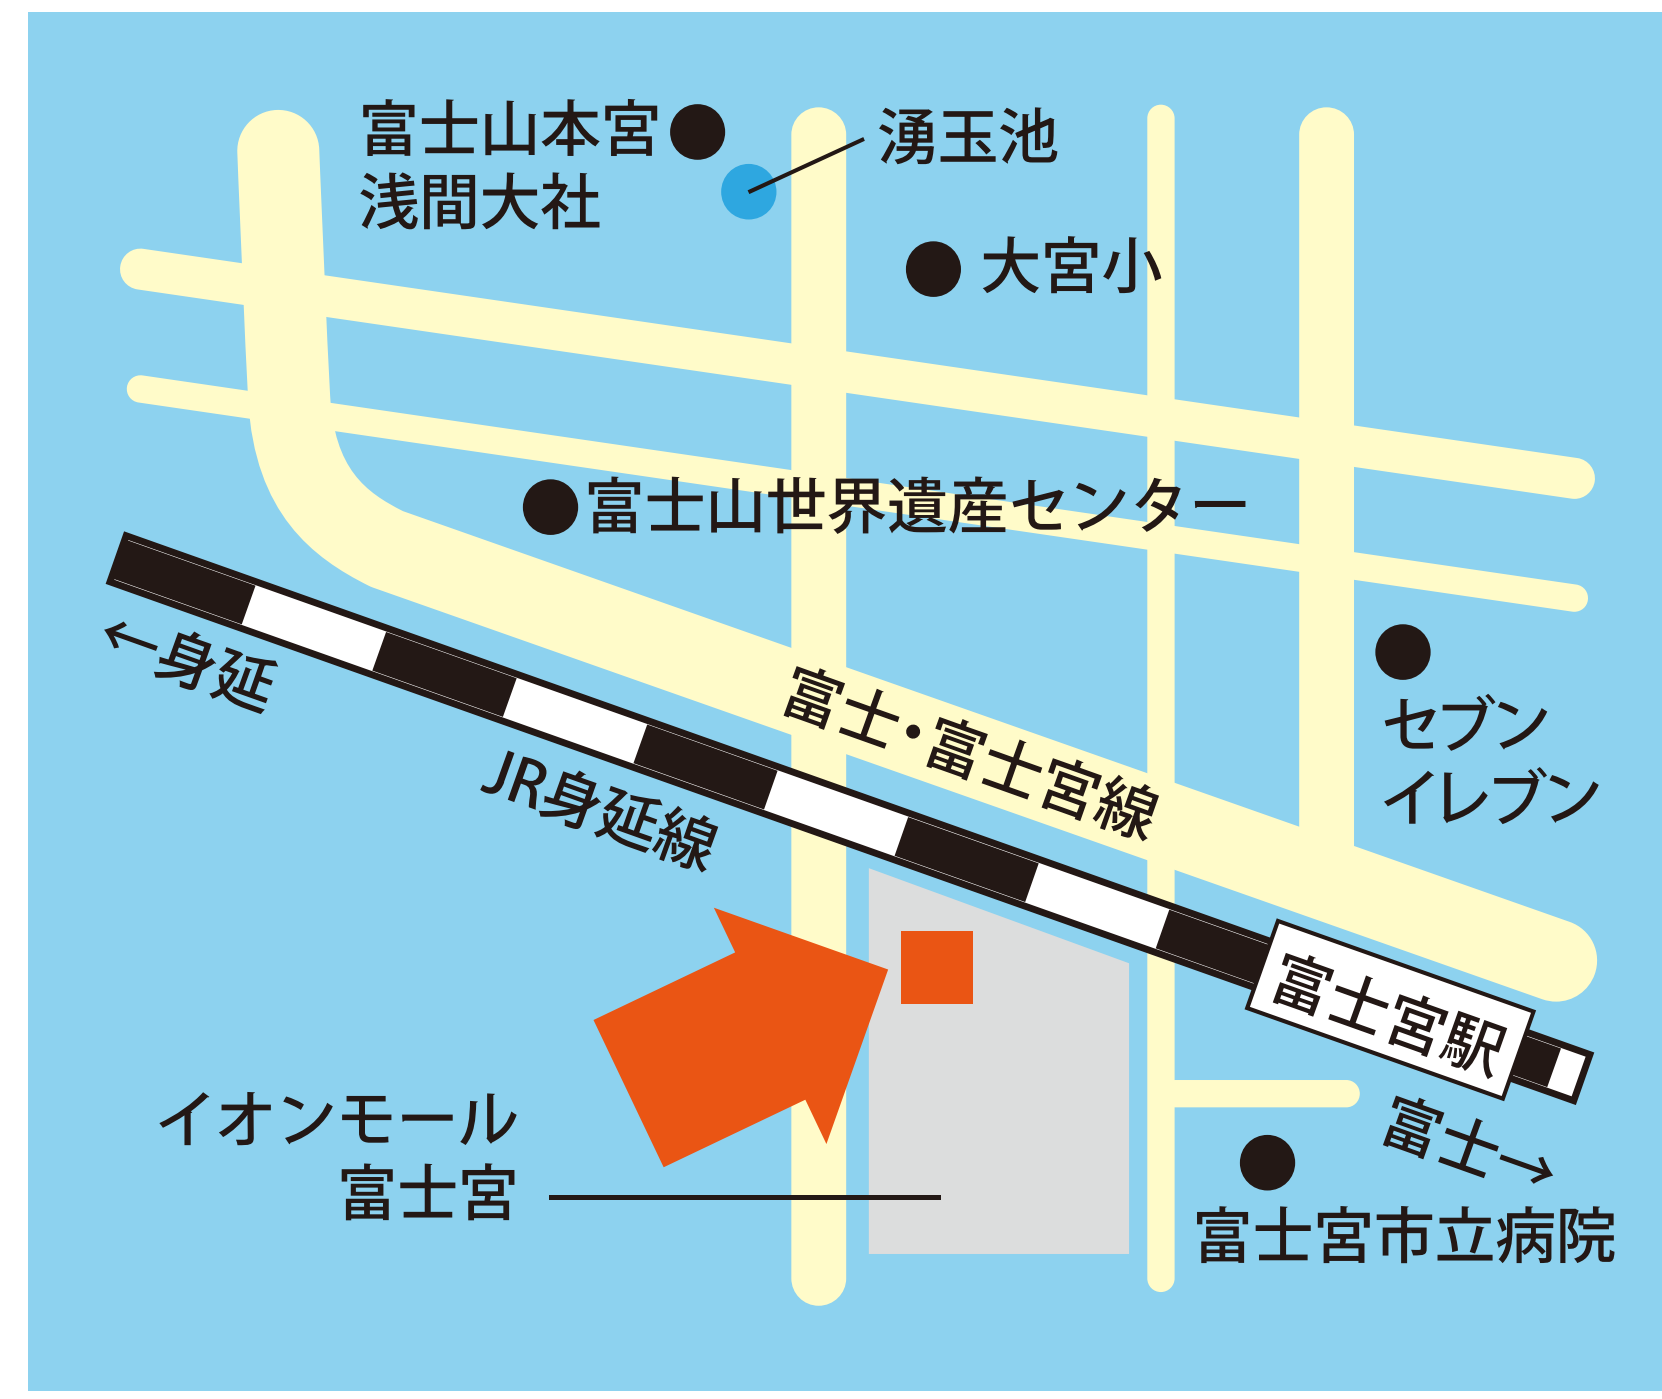 富士山本宮
浅間大社
湧玉池
大宮小
富士山世界遺産センター
←身延
JR身延線
富士・富士宮線
セブン
イレブン
富士宮駅
富士→
イオンモール
富士宮
富士宮市立病院